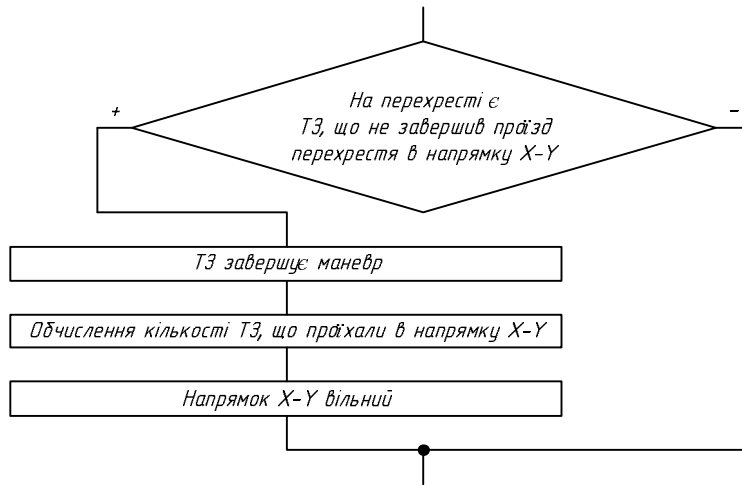 На перехресті є
+
ТЗ, що не завершив проїзд
-
перехрестя в напрямку X-Y
ТЗ завершує маневр
Обчислення кількості ТЗ, що проїхали в напрямку X-Y
Напрямок X-Y вільний